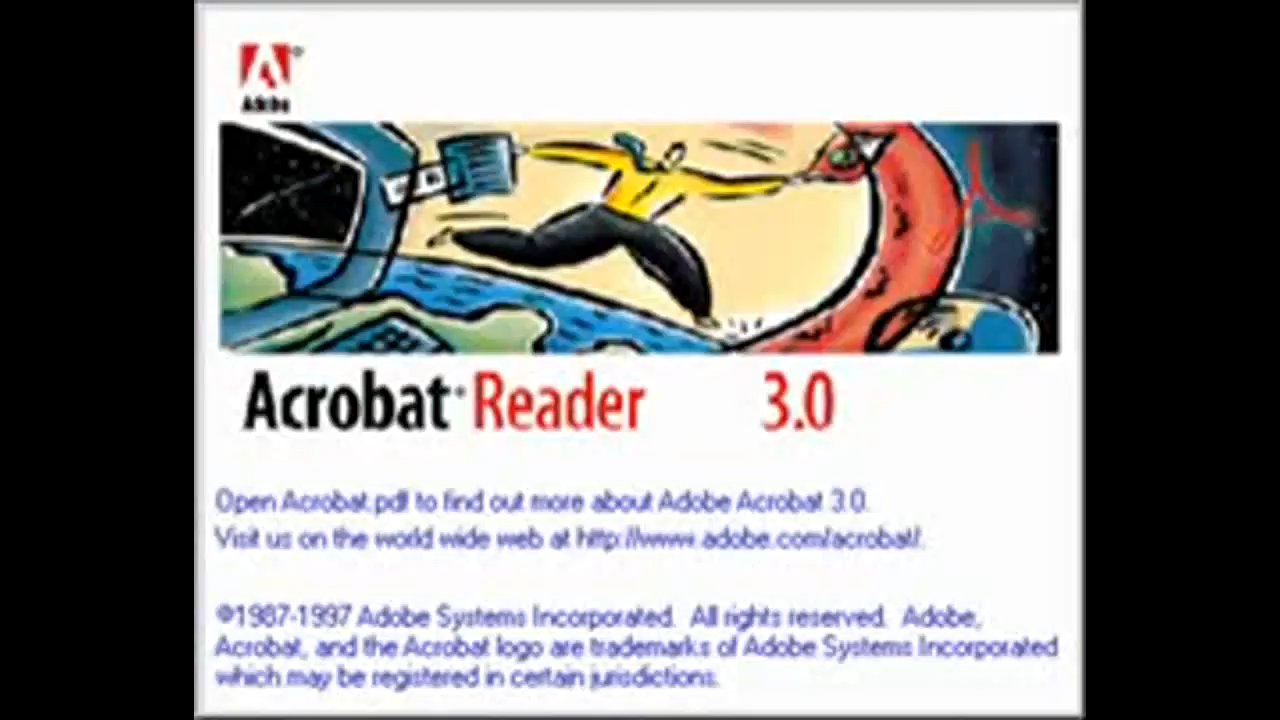 Adobe
Acrobat Reader 3.0
Open Acrobat.pdf to find out more about Adobe Acrobat 3.0.
Visit us on the world wide web at http://www.adobe.com/acrobat/.
©1987-1997 Adobe Systems Incorporated. All rights reserved. Adobe,
Acrobat, and the Acrobat logo are trademarks of Adobe Systems Incorporated
which may be registered in certain jurisdictions.